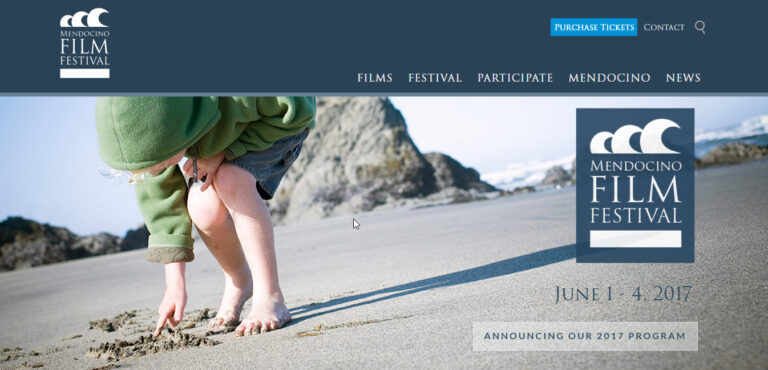 MENDOCINO
FILM
FESTIVAL
PURCHASE TICKETS CONTACT
FILMS FESTIVAL PARTICIPATE MENDOCINO NEWS
MENDOCINO
FILM
FESTIVAL
JUNE 1 - 4, 2017
ANNOUNCING OUR 2017 PROGRAM